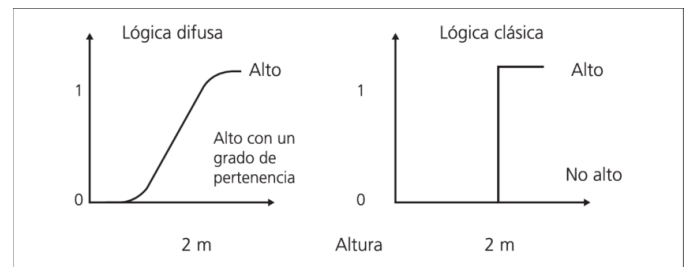 Lógica difusa
Alto
1
Alto con un
grado de
pertenencia
0
2 m
Altura
Lógica clásica
Alto
1
No alto
0
2 m